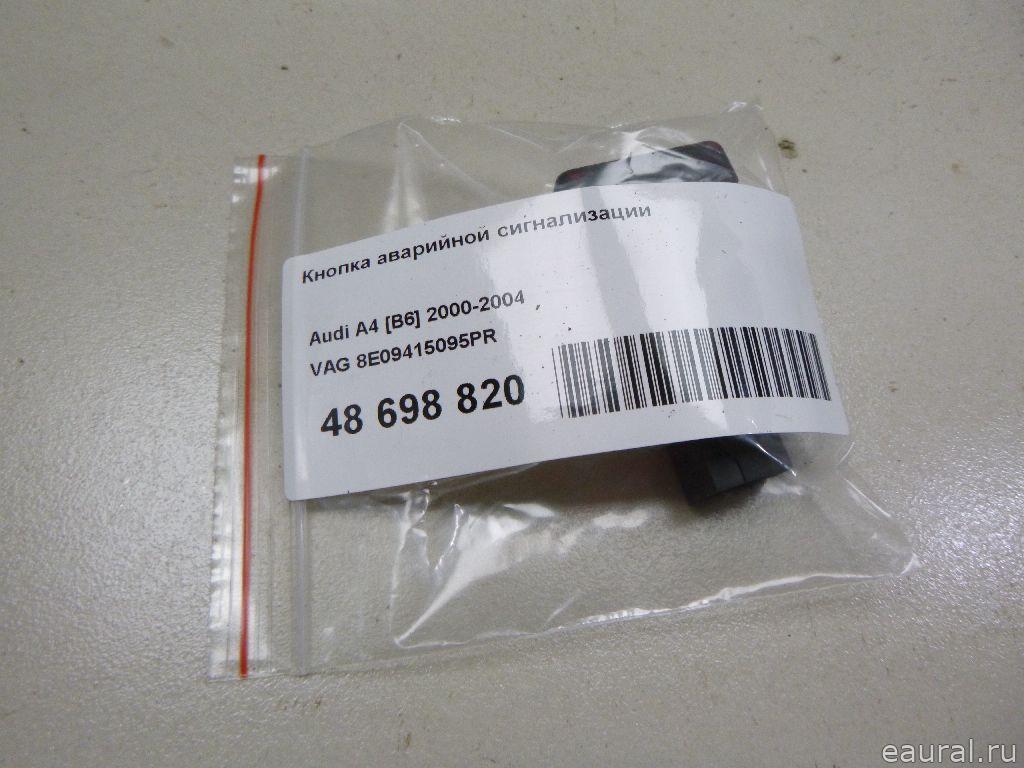 Кнопка аварийной сигнализации
Audi A4 [B6] 2000-2004
VAG 8E09415095PR
48 698 820
eaural.ru